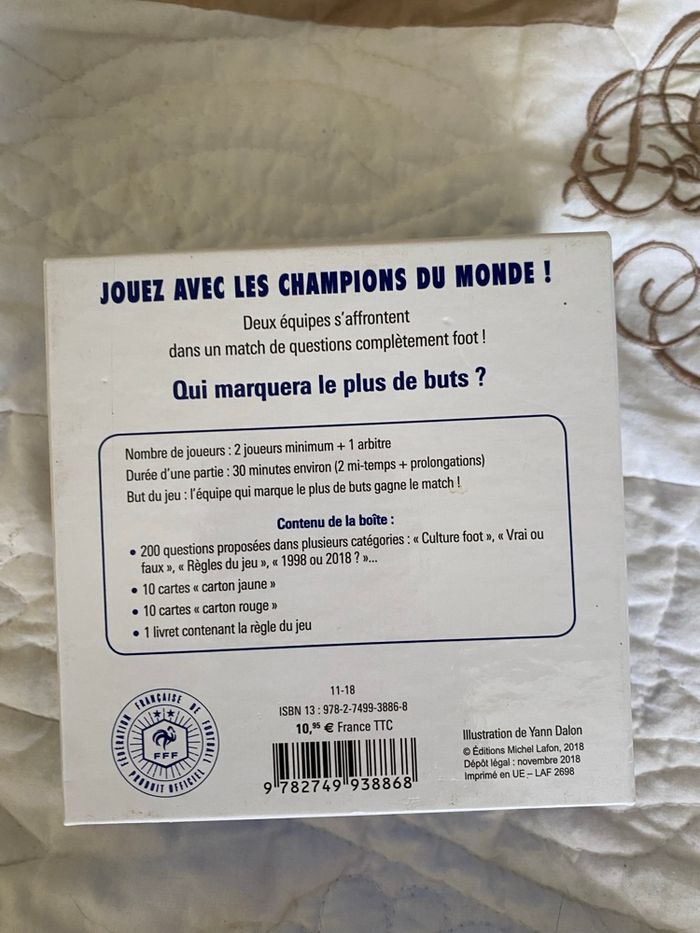 JOUEZ AVEC LES CHAMPIONS DU MONDE !
Deux équipes s'affrontent
dans un match de questions complètement foot !
Qui marquera le plus de buts ?
Nombre de joueurs : 2 joueurs minimum + 1 arbitre
Durée d'une partie : 30 minutes environ (2 mi-temps + prolongations)
But du jeu : l'équipe qui marque le plus de buts gagne le match !
Contenu de la boîte :
• 200 questions proposées dans plusieurs catégories : « Culture foot », « Vrai ou
faux », « Règles du jeu », « 1998 ou 2018 ? »...
• 10 cartes « carton jaune »
• 10 cartes « carton rouge »
• 1 livret contenant la règle du jeu
FÉDÉRATION FRANÇAISE DE FOOTBALL
FFF
PRODUIT OFFICIEL
11-18
ISBN 13 : 978-2-7499-3886-8
10,95 € France TTC
9 782749 938868
Illustration de Yann Dalon
© Éditions Michel Lafon, 2018
Dépôt légal : novembre 2018
Imprimé en UE – LAF 2698